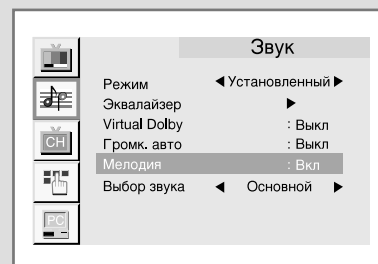 Звук
Режим ◀ Установленный ▶
Эквалайзер ▶
Virtual Dolby : Выкл
Громк. авто : Выкл
CH
Мелодия : Вкл
Выбор звука ◀ Основной ▶
PC